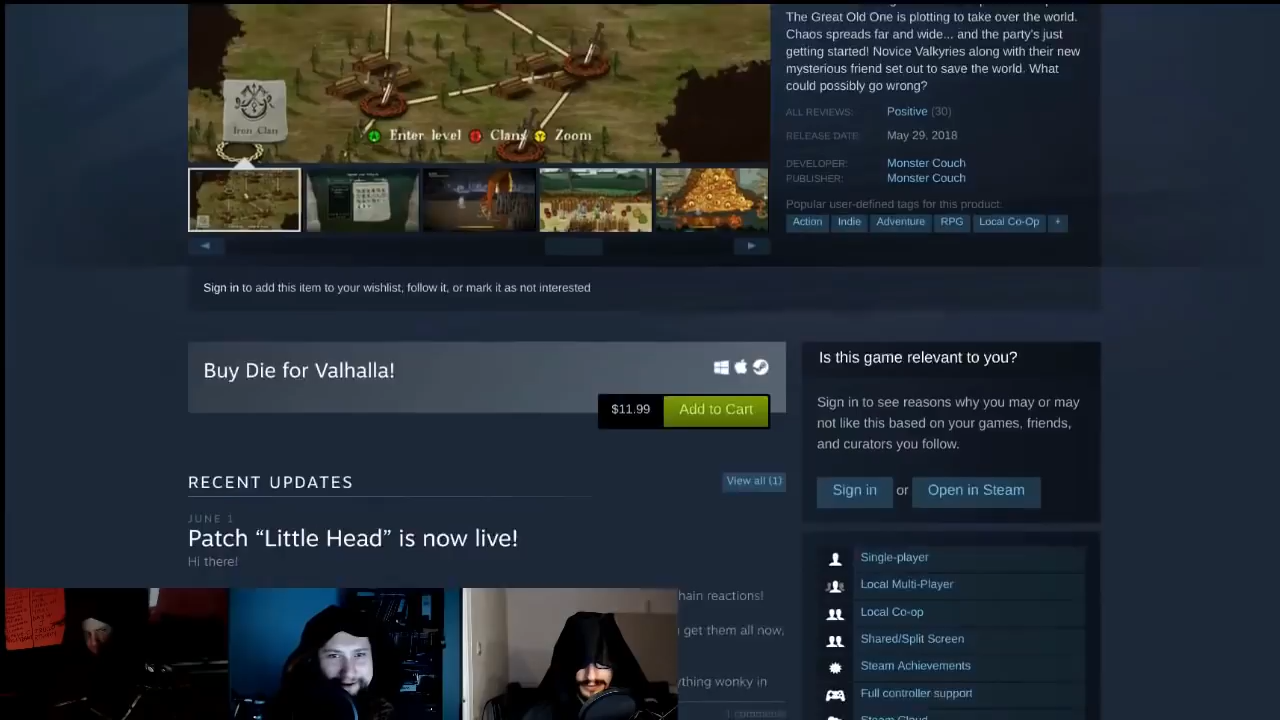 The Great Old One is plotting to take over the world.
Chaos spreads far and wide... and the party's just
getting started! Novice Valkyries along with their new
mysterious friend set out to save the world. What
could possibly go wrong?
Iron Clan
Enter level Clans Zoom
ALL REVIEWS: Positive (30)
RELEASE DATE: May 29, 2018
DEVELOPER: Monster Couch
PUBLISHER: Monster Couch
Popular user-defined tags for this product:
Action Indie Adventure RPG Local Co-Op +
Sign in to add this item to your wishlist, follow it, or mark it as not interested
Buy Die for Valhalla!
$11.99 Add to Cart
Is this game relevant to you?
Sign in to see reasons why you may or may
not like this based on your games, friends,
and curators you follow.
Sign in or Open in Steam
RECENT UPDATES View all (1)
JUNE 1
Patch “Little Head” is now live!
Hi there!
hain reactions!
get them all now,
ything wonky in
1 comments
Single-player
Local Multi-Player
Local Co-op
Shared/Split Screen
Steam Achievements
Full controller support
Steam Cloud